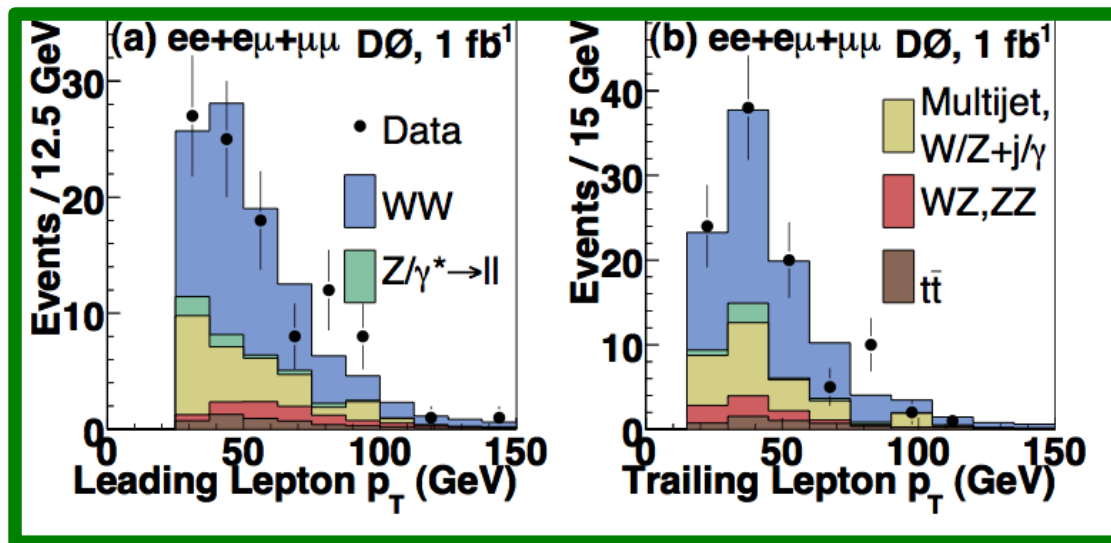 (a) ee+eμ+μμ DØ, 1 fb⁻¹
Events / 12.5 GeV
30
20
10
0
Data
WW
Z/γ*→ll
0 50 100 150
Leading Lepton p_T (GeV)
(b) ee+eμ+μμ DØ, 1 fb⁻¹
Events / 15 GeV
40
30
20
10
0
Multijet,
W/Z+j/γ
WZ,ZZ
tt̄
0 50 100 150
Trailing Lepton p_T (GeV)